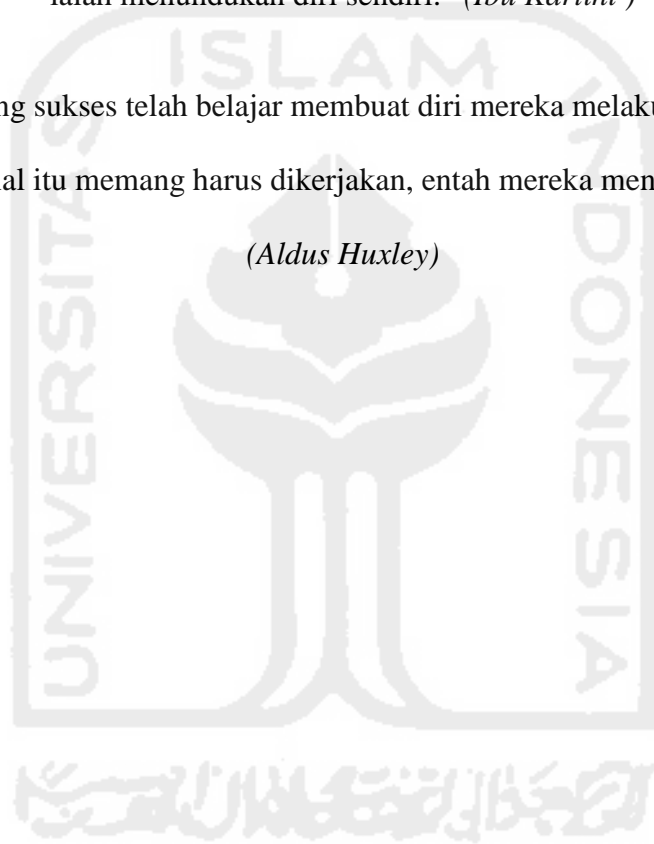 ialah menundukan diri sendiri." (Ibu Kartini )
ng sukses telah belajar membuat diri mereka melaku
al itu memang harus dikerjakan, entah mereka men
(Aldus Huxley)
UNIVERSITAS
ISLAM
INDONESIA